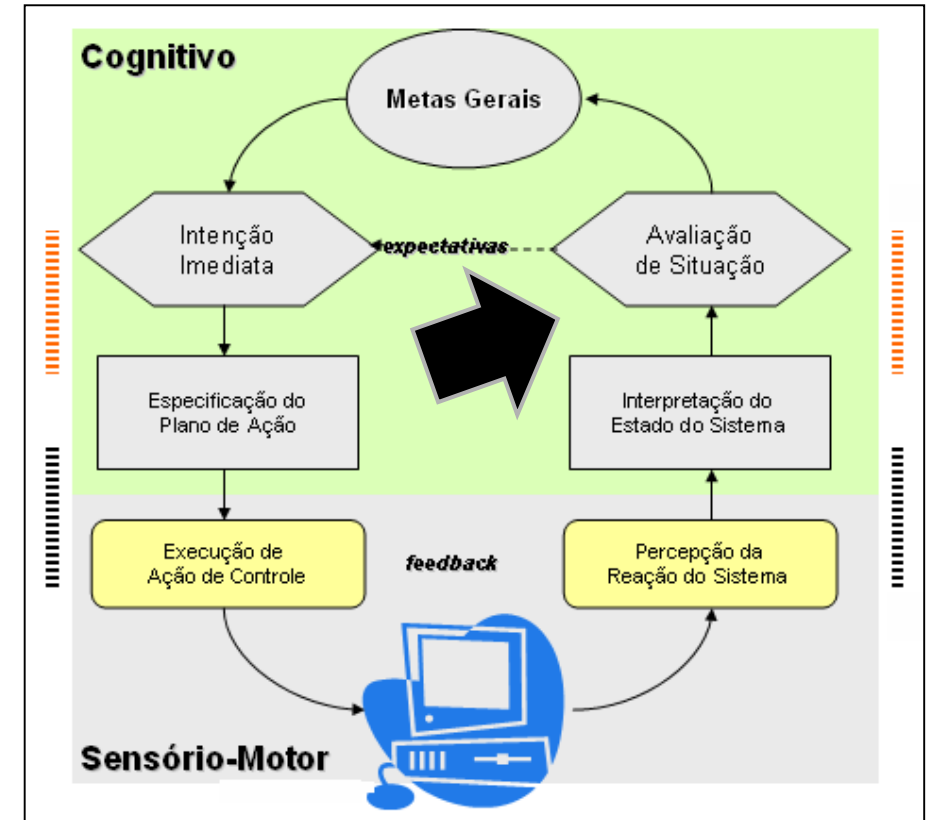 Cognitivo
Metas Gerais
Intenção
Imediata
expectativas
Avaliação
de Situação
Especificação do
Plano de Ação
Interpretação do
Estado do Sistema
Execução de
Ação de Controle
feedback
Percepção da
Reação do Sistema
Sensório-Motor